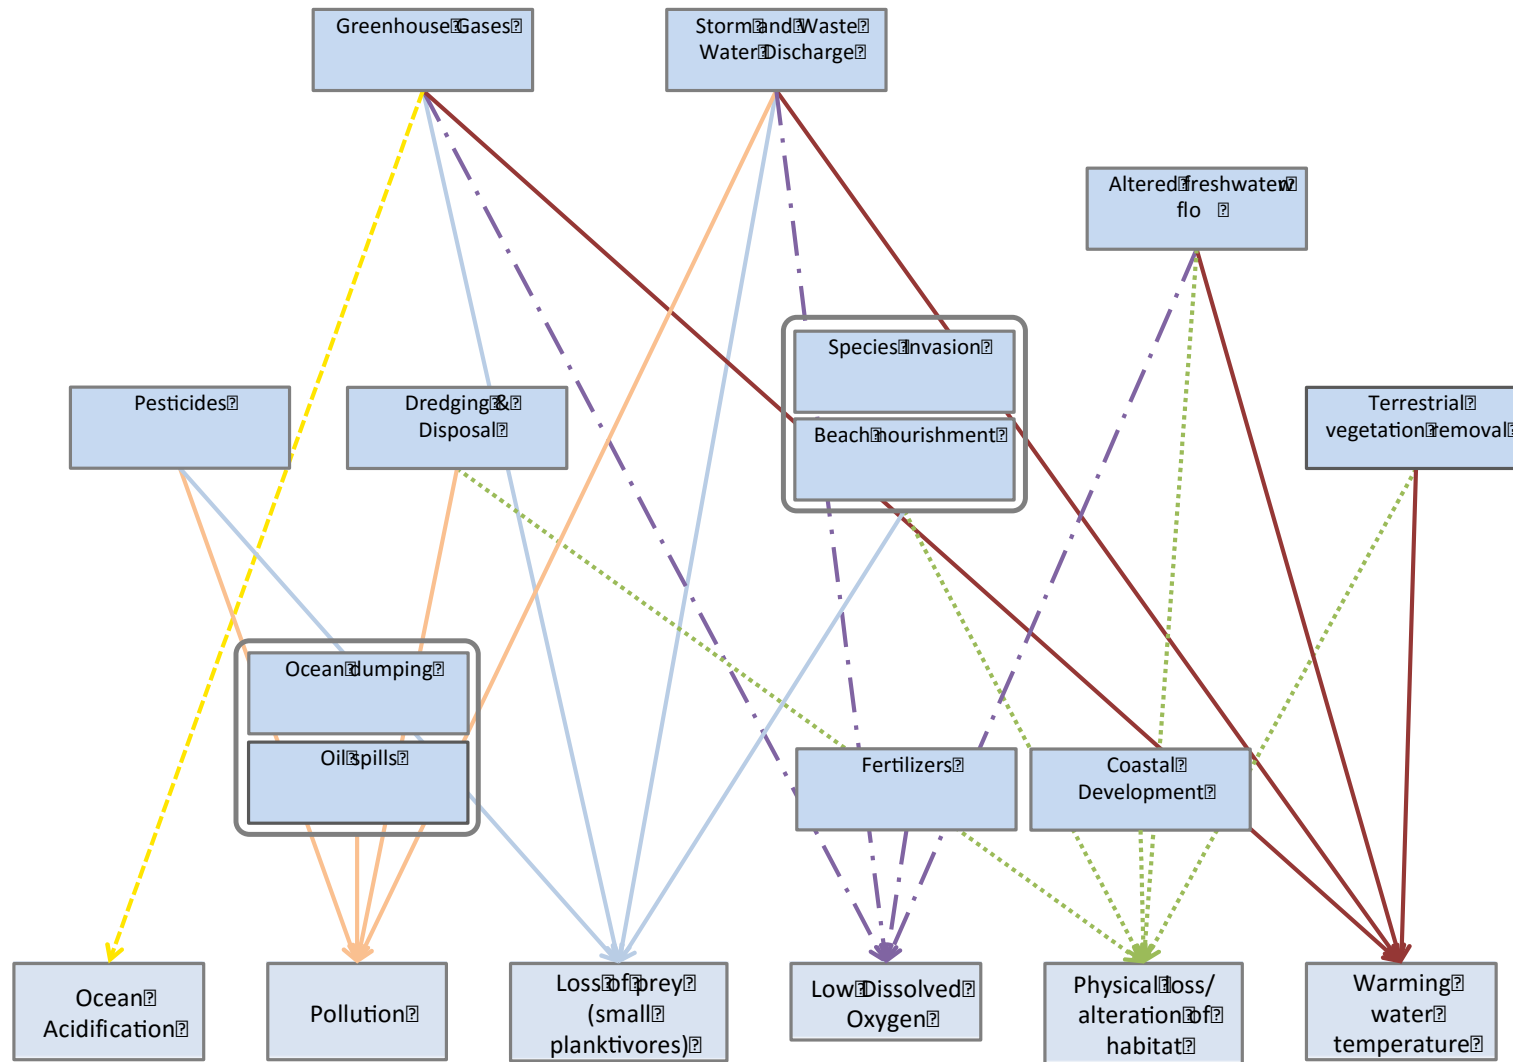 Greenhouse Gases
Storm and Waste
Water Discharge
Altered freshwater
flow
Species Invasion
Beach nourishment
Pesticides
Dredging &
Disposal
Terrestrial
vegetation removal
Ocean dumping
Oil spills
Fertilizers
Coastal
Development
Ocean
Acidification
Pollution
Loss of prey
(small
planktivores)
Low Dissolved
Oxygen
Physical loss/
alteration of
habitat
Warming
water
temperature